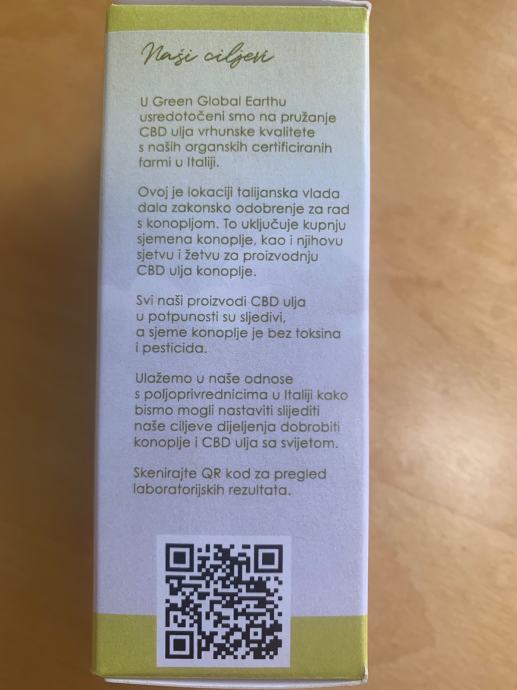 Naši ciljevi
U Green Global Earthu
usredotočeni smo na pružanje
CBD ulja vrhunske kvalitete
s naših organskih certificiranih
farmi u Italiji.
Ovoj je lokaciji talijanska vlada
dala zakonsko odobrenje za rad
s konopljom. To uključuje kupnju
sjemena konoplje, kao i njihovu
sjetvu i žetvu za proizvodnju
CBD ulja konoplje.
Svi naši proizvodi CBD ulja
u potpunosti su sljedivi,
a sjeme konoplje je bez toksina
i pesticida.
Ulažemo u naše odnose
s poljoprivrednicima u Italiji kako
bismo mogli nastaviti slijediti
naše ciljeve dijeljenja dobrobiti
konoplje i CBD ulja sa svijetom.
Skenirajte QR kod za pregled
laboratorijskih rezultata.